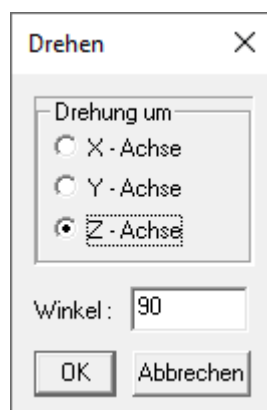 Drehen
Drehung um
X - Achse
Y - Achse
Z - Achse
Winkel : 90
OK Abbrechen